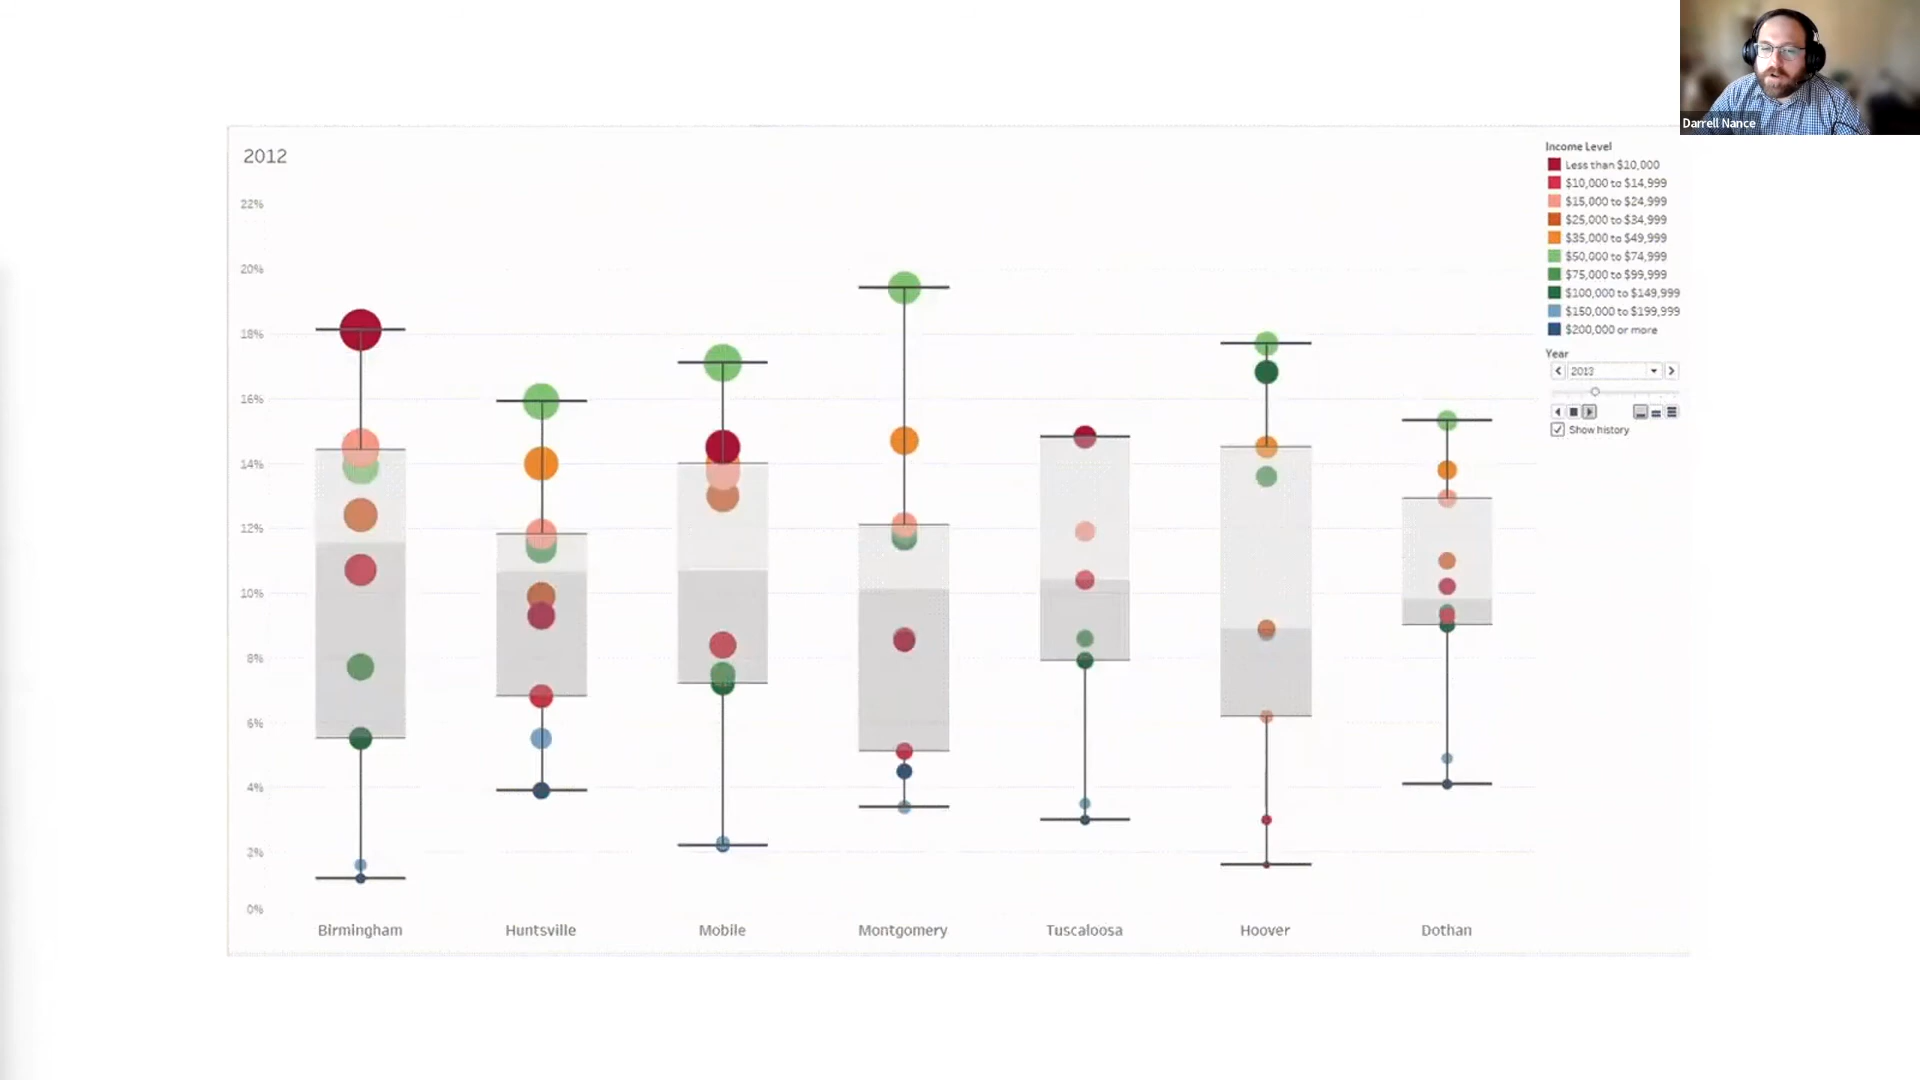 Darrell Nance
2012
Income Level
Less than $10,000
$10,000 to $14,999
$15,000 to $24,999
$25,000 to $34,999
$35,000 to $49,999
$50,000 to $74,999
$75,000 to $99,999
$100,000 to $149,999
$150,000 to $199,999
$200,000 or more
Year
2012
Show history
22%
20%
18%
16%
14%
12%
10%
8%
6%
4%
2%
0%
Birmingham Huntsville Mobile Montgomery Tuscaloosa Hoover Dothan